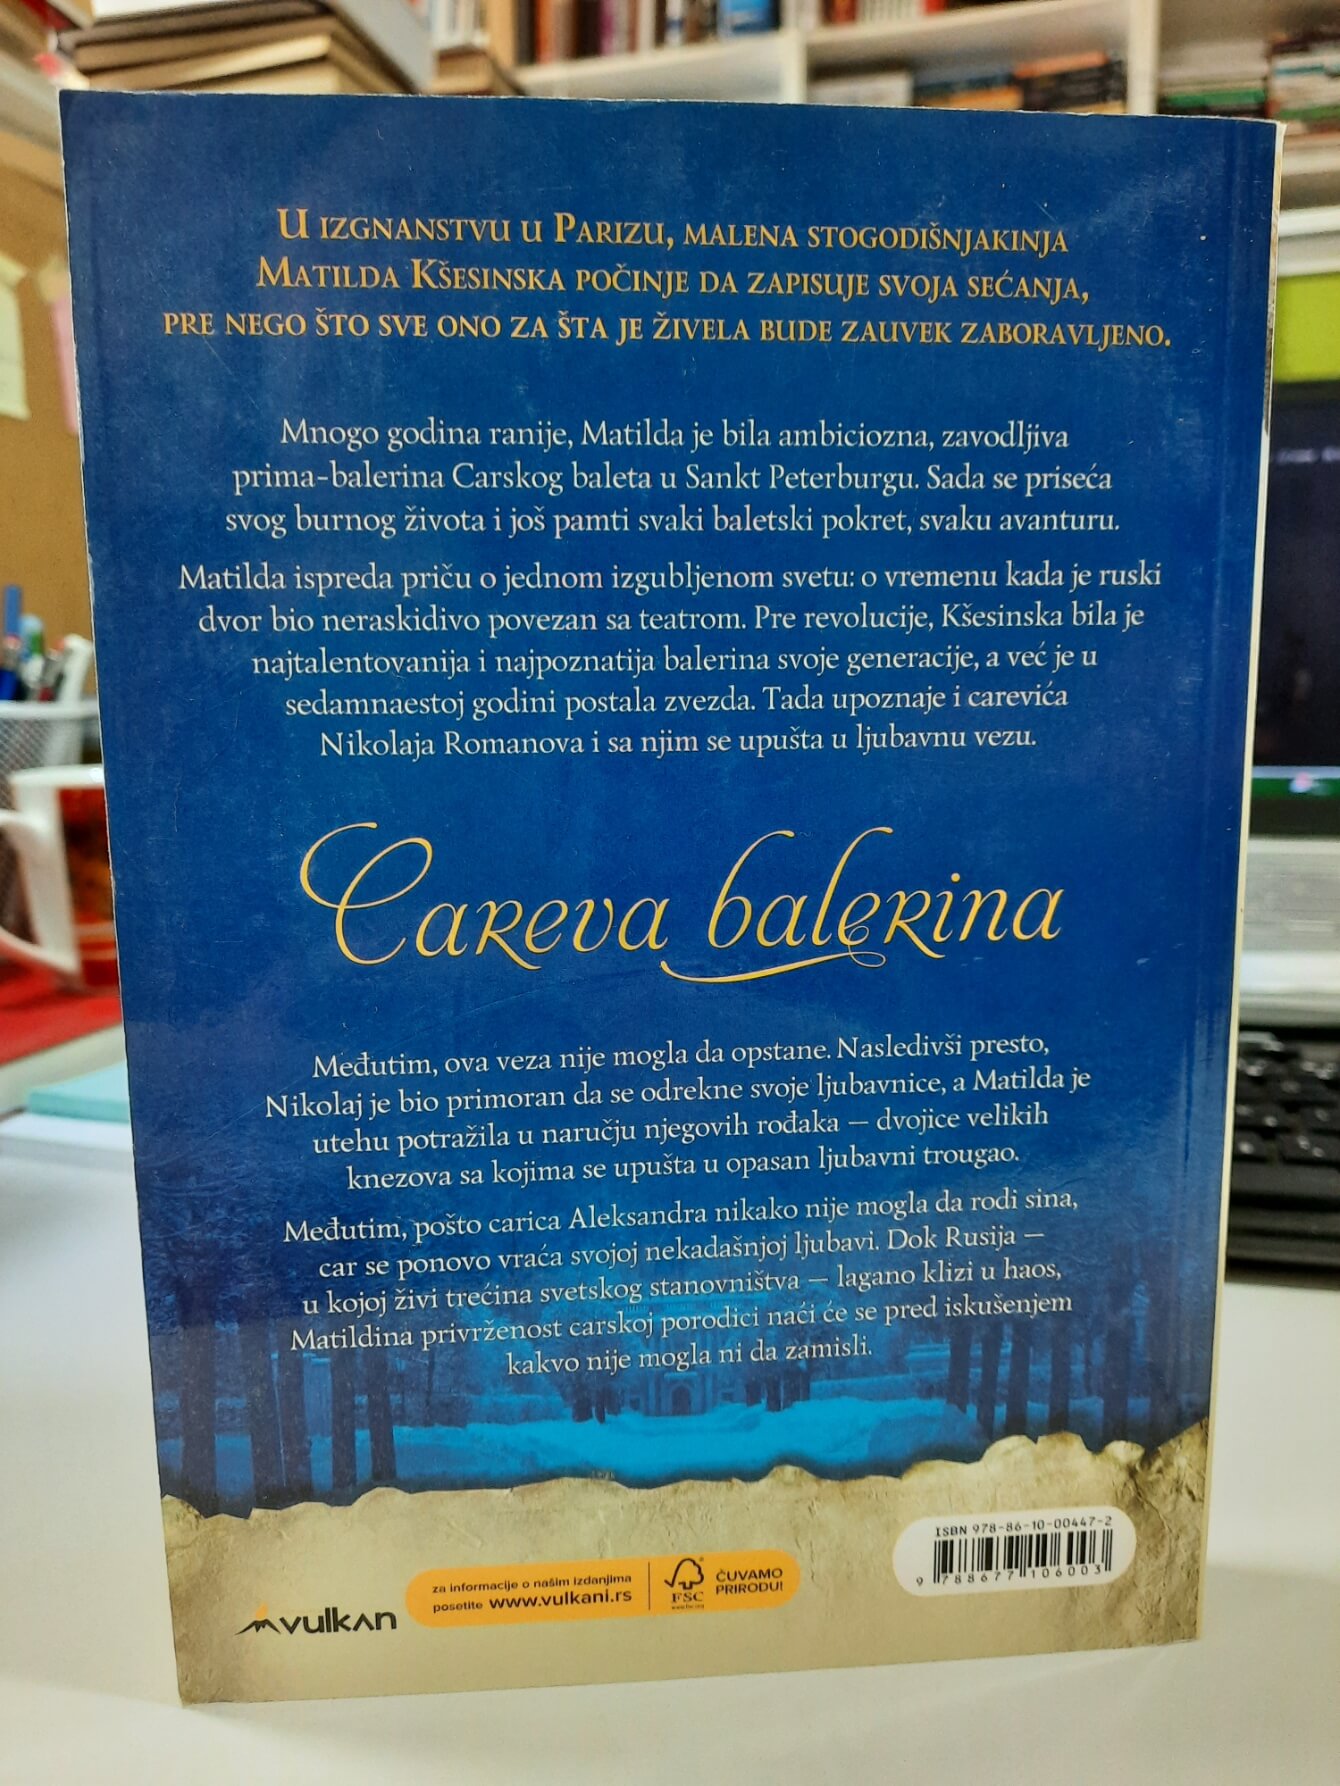 U IZGNANSTVU U PARIZU, MALENA STOGODIŠNJAKINJA
MATILDA KŠESINSKA POČINJE DA ZAPISUJE SVOJA SEĆANJA,
PRE NEGO ŠTO SVE ONO ZA ŠTA JE ŽIVELA BUDE ZAUVEK ZABORAVLJENO.
Mnogo godina ranije, Matilda je bila ambiciozna, zavodljiva
prima-balerina Carskog baleta u Sankt Peterburgu. Sada se priseća
svog burnog života i još pamti svaki baletski pokret, svaku avanturu.
Matilda ispreda priču o jednom izgubljenom svetu: o vremenu kada je ruski
dvor bio neraskidivo povezan sa teatrom. Pre revolucije, Kšesinska bila je
najtalentovanija i najpoznatija balerina svoje generacije, a već je u
sedamnaestoj godini postala zvezda. Tada upoznaje i carevića
Nikolaja Romanova i sa njim se upušta u ljubavnu vezu.
Careva balerina
Međutim, ova veza nije mogla da opstane. Nasledivši presto,
Nikolaj je bio primoran da se odrekne svoje ljubavnice, a Matilda je
utehu potražila u naručju njegovih rođaka — dvojice velikih
knezova sa kojima se upušta u opasan ljubavni trougao.
Međutim, pošto carica Aleksandra nikako nije mogla da rodi sina,
car se ponovo vraća svojoj nekadašnjoj ljubavi. Dok Rusija —
u kojoj živi trećina svetskog stanovništva — lagano klizi u haos,
Matildina privrženost carskoj porodici naći će se pred iskušenjem
kakvo nije mogla ni da zamisli.
ISBN 978-86-10-00447-2
9 788677 106003
vulkan
za informacije o našim izdanjima
posetite www.vulkani.rs
FSC
www.fsc.org
ČUVAMO
PRIRODU!